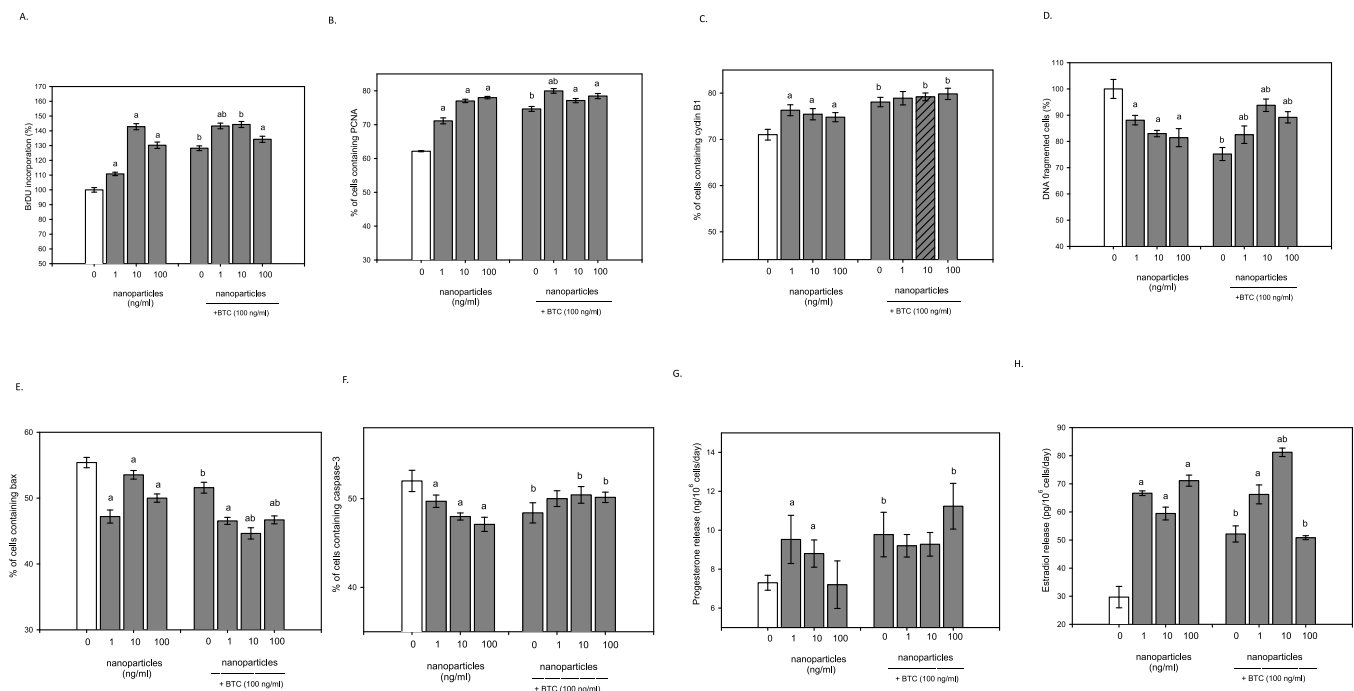 A.
B.
C.
D.
BrDU incorporation (%)
150
140
130
120
110
100
90
80
70
60
50
a
a
a
b
ab
b
a
0 1 10 100 0 1 10 100
nanoparticles
(ng/ml)
nanoparticles
+BTC (100 ng/ml)
% of cells containing PCNA
80
70
60
50
40
30
a
a
a
b
ab
a
a
0 1 10 100 0 1 10 100
nanoparticles
(ng/ml)
nanoparticles
+ BTC (100 ng/ml)
% of cells containing cyclin B1
80
70
60
50
a
a
a
b
b
b
0 1 10 100 0 1 10 100
nanoparticles
(ng/ml)
nanoparticles
+ BTC (100 ng/ml)
DNA fragmented cells (%)
110
100
90
80
70
60
50
40
a
a
a
b
ab
ab
ab
0 1 10 100 0 1 10 100
nanoparticles
(ng/ml)
nanoparticles
+BTC (100 ng/ml)
E.
F.
G.
H.
% of cells containing bax
60
50
40
30
a
a
a
b
ab
ab
0 1 10 100 0 1 10 100
nanoparticles
(ng/ml)
nanoparticles
+ BTC (100 ng/ml)
% of cells containing caspase-3
50
40
a
a
a
b
b
b
0 1 10 100 0 1 10 100
nanoparticles
(ng/ml)
nanoparticles
+ BTC (100 ng/ml)
Progesterone release (ng/10⁶ cells/day)
14
12
10
8
6
a
a
b
b
0 1 10 100 0 1 10 100
nanoparticles
(ng/ml)
nanoparticles
+ BTC (100 ng/ml)
Estradiol release (pg/10⁶ cells/day)
90
80
70
60
50
40
30
20
a
a
a
b
a
ab
b
0 1 10 100 0 1 10 100
nanoparticles
(ng/ml)
nanoparticles
+ BTC (100 ng/ml)